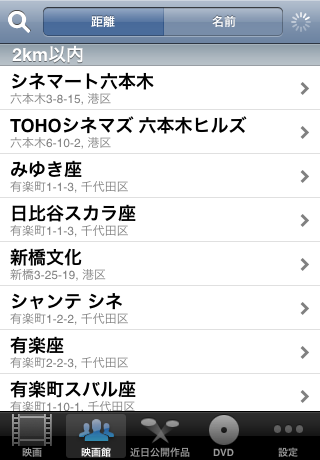 距離
名前
2km以内
シネマート六本木
六本木3-8-15, 港区
TOHOシネマズ 六本木ヒルズ
六本木6-10-2, 港区
みゆき座
有楽町1-1-3, 千代田区
日比谷スカラ座
有楽町1-1-3, 千代田区
新橋文化
新橋3-25-19, 港区
シャンテ シネ
有楽町1-2-2, 千代田区
有楽座
有楽町2-2-3, 千代田区
有楽町スバル座
有楽町1-10-1, 千代田区
映画
映画館
近日公開作品
DVD
設定